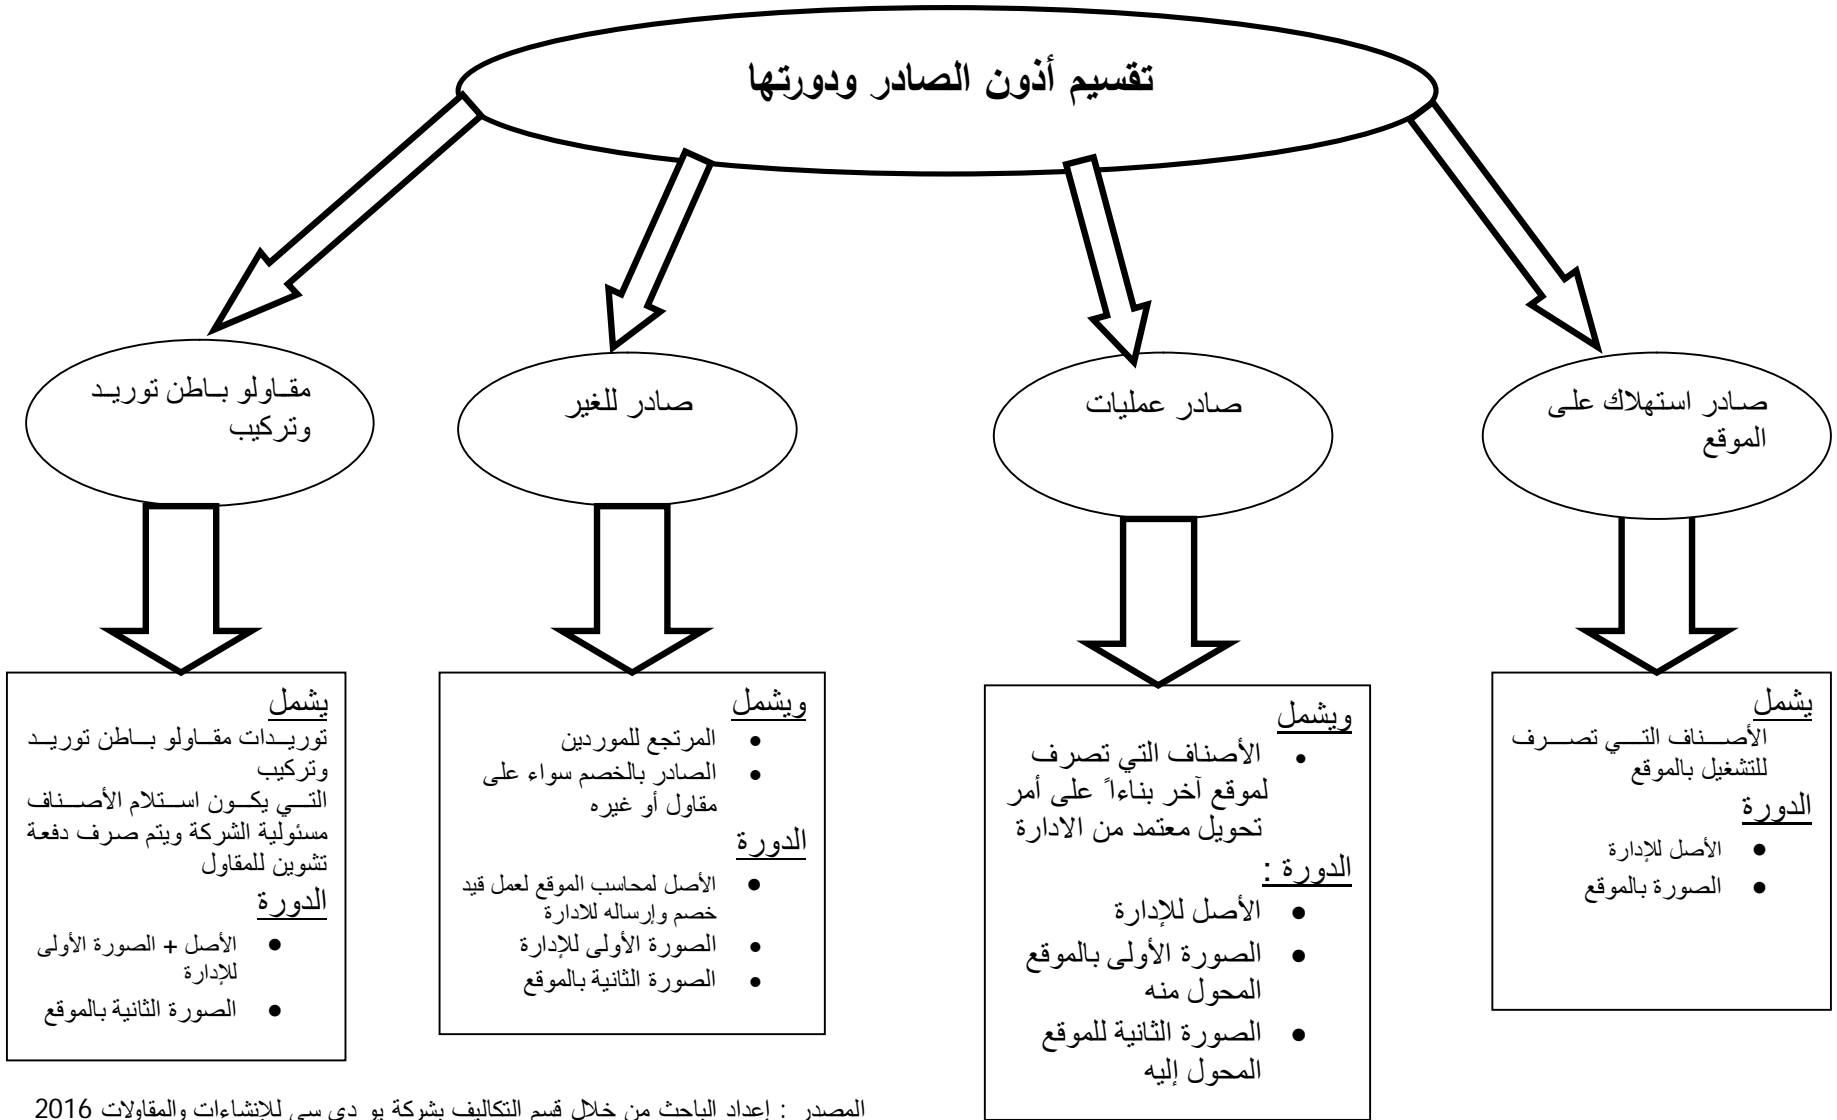 تقسيم أذون الصادر ودورتها
صادر استهلاك على
الموقع
صادر عمليات
صادر للغير
مقاولو باطن توريد
وتركيب
يشمل
الأصناف التي تصرف
للتشغيل بالموقع
الدورة
• الأصل للإدارة
• الصورة بالموقع
ويشمل
• الأصناف التي تصرف
لموقع آخر بناءاً على أمر
تحويل معتمد من الادارة
الدورة :
• الأصل للإدارة
• الصورة الأولى بالموقع
المحول منه
• الصورة الثانية للموقع
المحول إليه
ويشمل
• المرتجع للموردين
• الصادر بالخصم سواء على
مقاول أو غيره
الدورة
• الأصل لمحاسب الموقع لعمل قيد
خصم وإرساله للادارة
• الصورة الأولى للإدارة
• الصورة الثانية بالموقع
يشمل
توريدات مقاولو باطن توريد
وتركيب
التي يكون استلام الأصناف
مسئولية الشركة ويتم صرف دفعة
تشوين للمقاول
الدورة
• الأصل + الصورة الأولى
للإدارة
• الصورة الثانية بالموقع
المصدر : إعداد الباحث من خلال قسم التكاليف بشركة يو دي سي للإنشاءات والمقاولات 2016